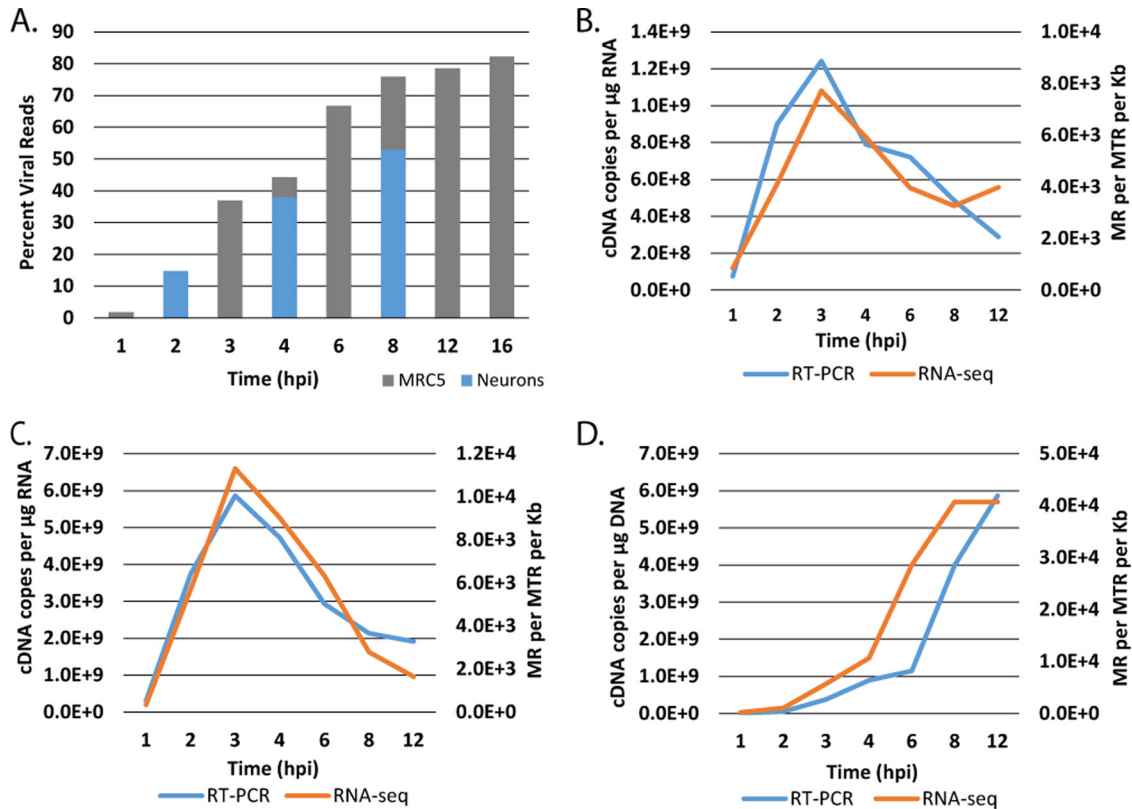 A.
Percent Viral Reads
90
80
70
60
50
40
30
20
10
0
1 2 3 4 6 8 12 16
Time (hpi)
MRC5 Neurons
B.
cDNA copies per µg RNA
1.4E+9
1.2E+9
1.0E+9
8.0E+8
6.0E+8
4.0E+8
2.0E+8
0.0E+0
1.0E+4
8.0E+3
6.0E+3
4.0E+3
2.0E+3
0.0E+0
MR per MTR per Kb
1 2 3 4 6 8 12
Time (hpi)
RT-PCR RNA-seq
C.
cDNA copies per µg RNA
7.0E+9
6.0E+9
5.0E+9
4.0E+9
3.0E+9
2.0E+9
1.0E+9
0.0E+0
1.2E+4
1.0E+4
8.0E+3
6.0E+3
4.0E+3
2.0E+3
0.0E+0
MR per MTR per Kb
1 2 3 4 6 8 12
Time (hpi)
RT-PCR RNA-seq
D.
cDNA copies per µg DNA
7.0E+9
6.0E+9
5.0E+9
4.0E+9
3.0E+9
2.0E+9
1.0E+9
0.0E+0
5.0E+4
4.0E+4
3.0E+4
2.0E+4
1.0E+4
0.0E+0
MR per MTR per Kb
1 2 3 4 6 8 12
Time (hpi)
RT-PCR RNA-seq